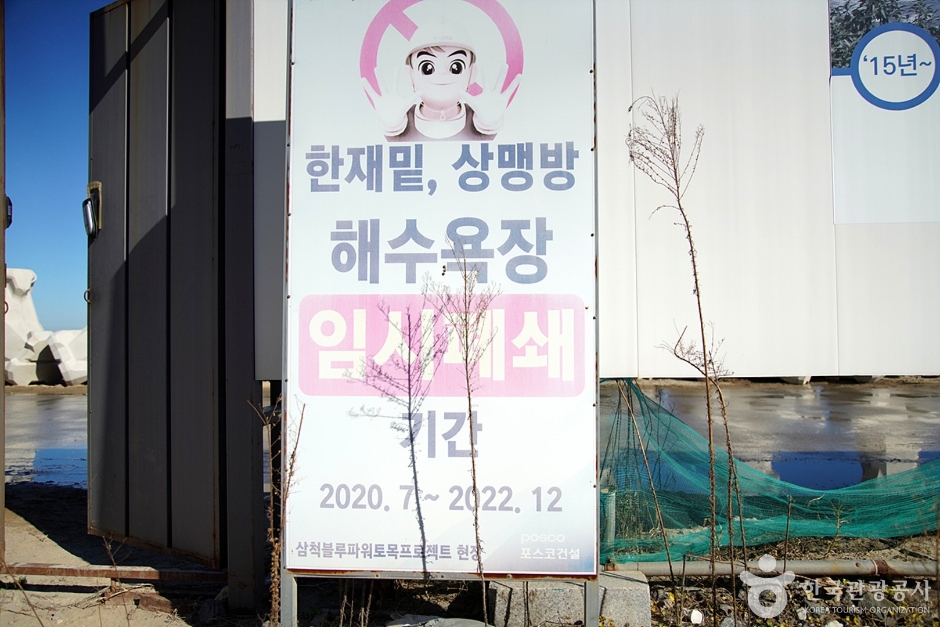 한재밑, 상맹방
해수욕장
임시폐쇄
기간
2020. 7 ~ 2022. 12
삼척블루파워토목프로젝트 현장
posco
포스코건설
'15년~
한국관광공사
KOREA TOURISM ORGANIZATION